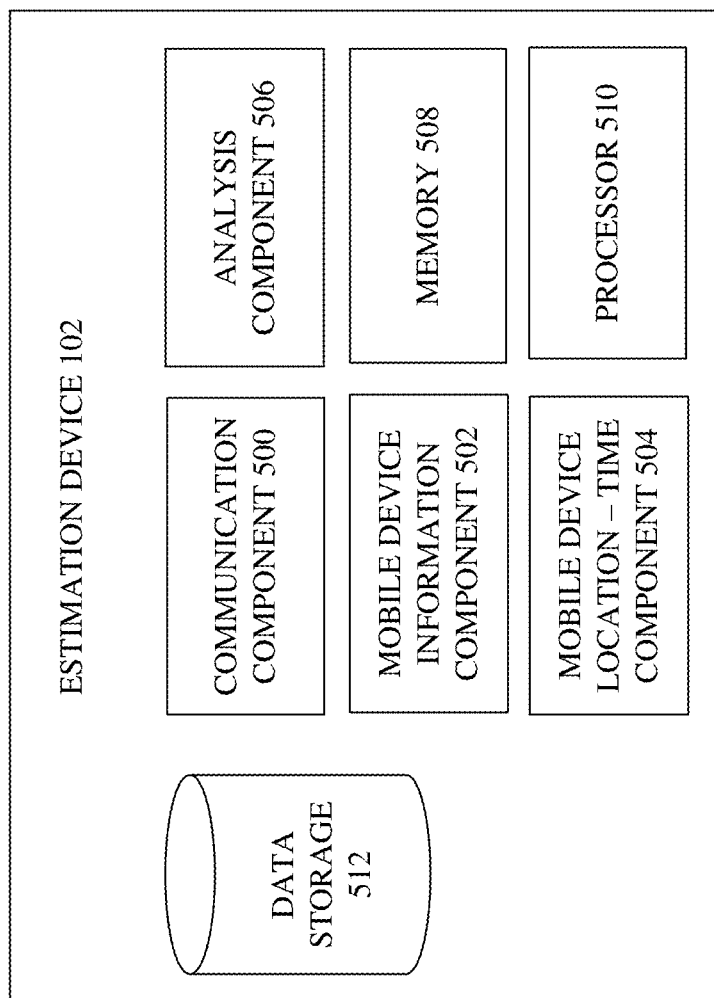 ESTIMATION DEVICE 102
DATA
STORAGE
512
COMMUNICATION
COMPONENT 500
MOBILE DEVICE
INFORMATION
COMPONENT 502
MOBILE DEVICE
LOCATION – TIME
COMPONENT 504
ANALYSIS
COMPONENT 506
MEMORY 508
PROCESSOR 510